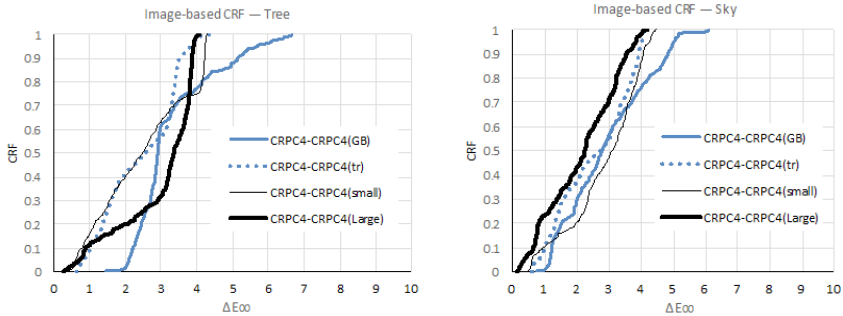 Image-based CRF — Tree
1
0.9
0.8
0.7
0.6
0.5
0.4
0.3
0.2
0.1
0
CRF
CRPC4-CRPC4(GB)
CRPC4-CRPC4(tr)
CRPC4-CRPC4(small)
CRPC4-CRPC4(Large)
0 1 2 3 4 5 6 7 8 9 10
ΔE00
Image-based CRF — Sky
1
0.9
0.8
0.7
0.6
0.5
0.4
0.3
0.2
0.1
0
CRF
CRPC4-CRPC4(GB)
CRPC4-CRPC4(tr)
CRPC4-CRPC4(small)
CRPC4-CRPC4(Large)
0 1 2 3 4 5 6 7 8 9 10
ΔE00